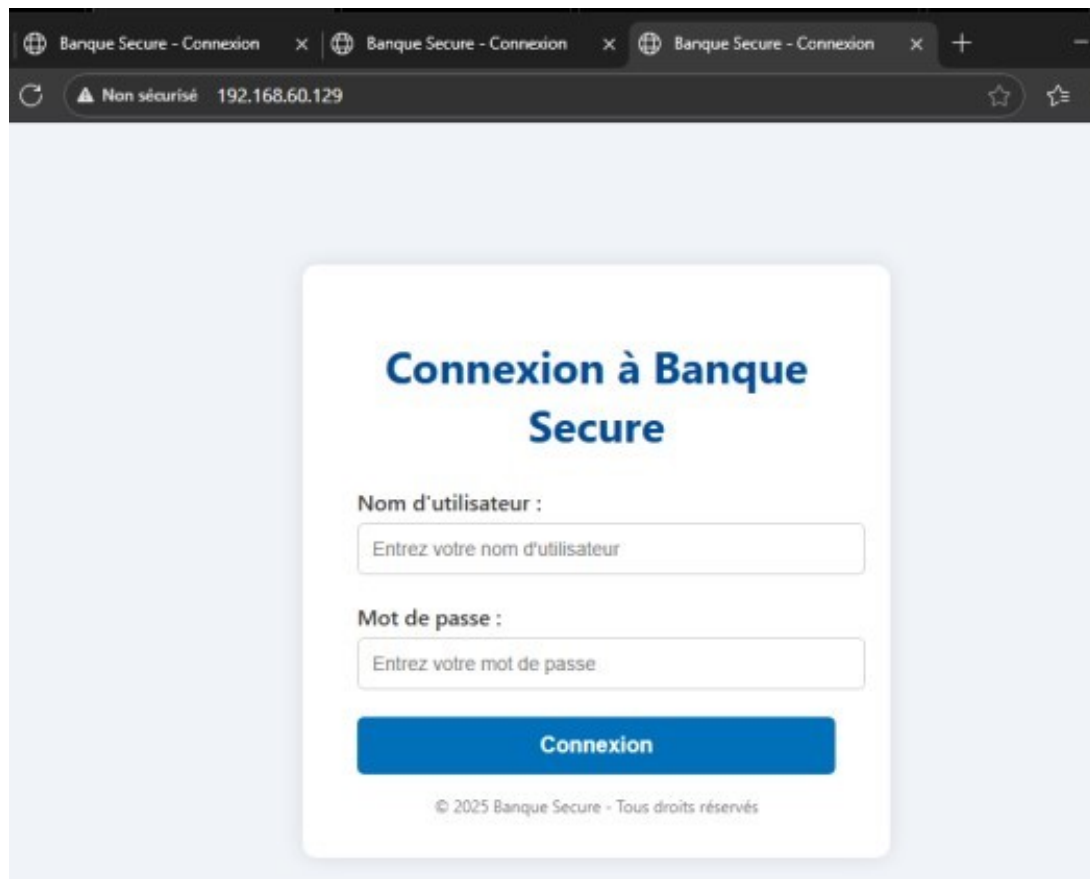 Banque Secure - Connexion
Banque Secure - Connexion
Banque Secure - Connexion
Non sécurisé 192.168.60.129
Connexion à Banque
Secure
Nom d'utilisateur :
Entrez votre nom d'utilisateur
Mot de passe :
Entrez votre mot de passe
Connexion
© 2025 Banque Secure - Tous droits réservés